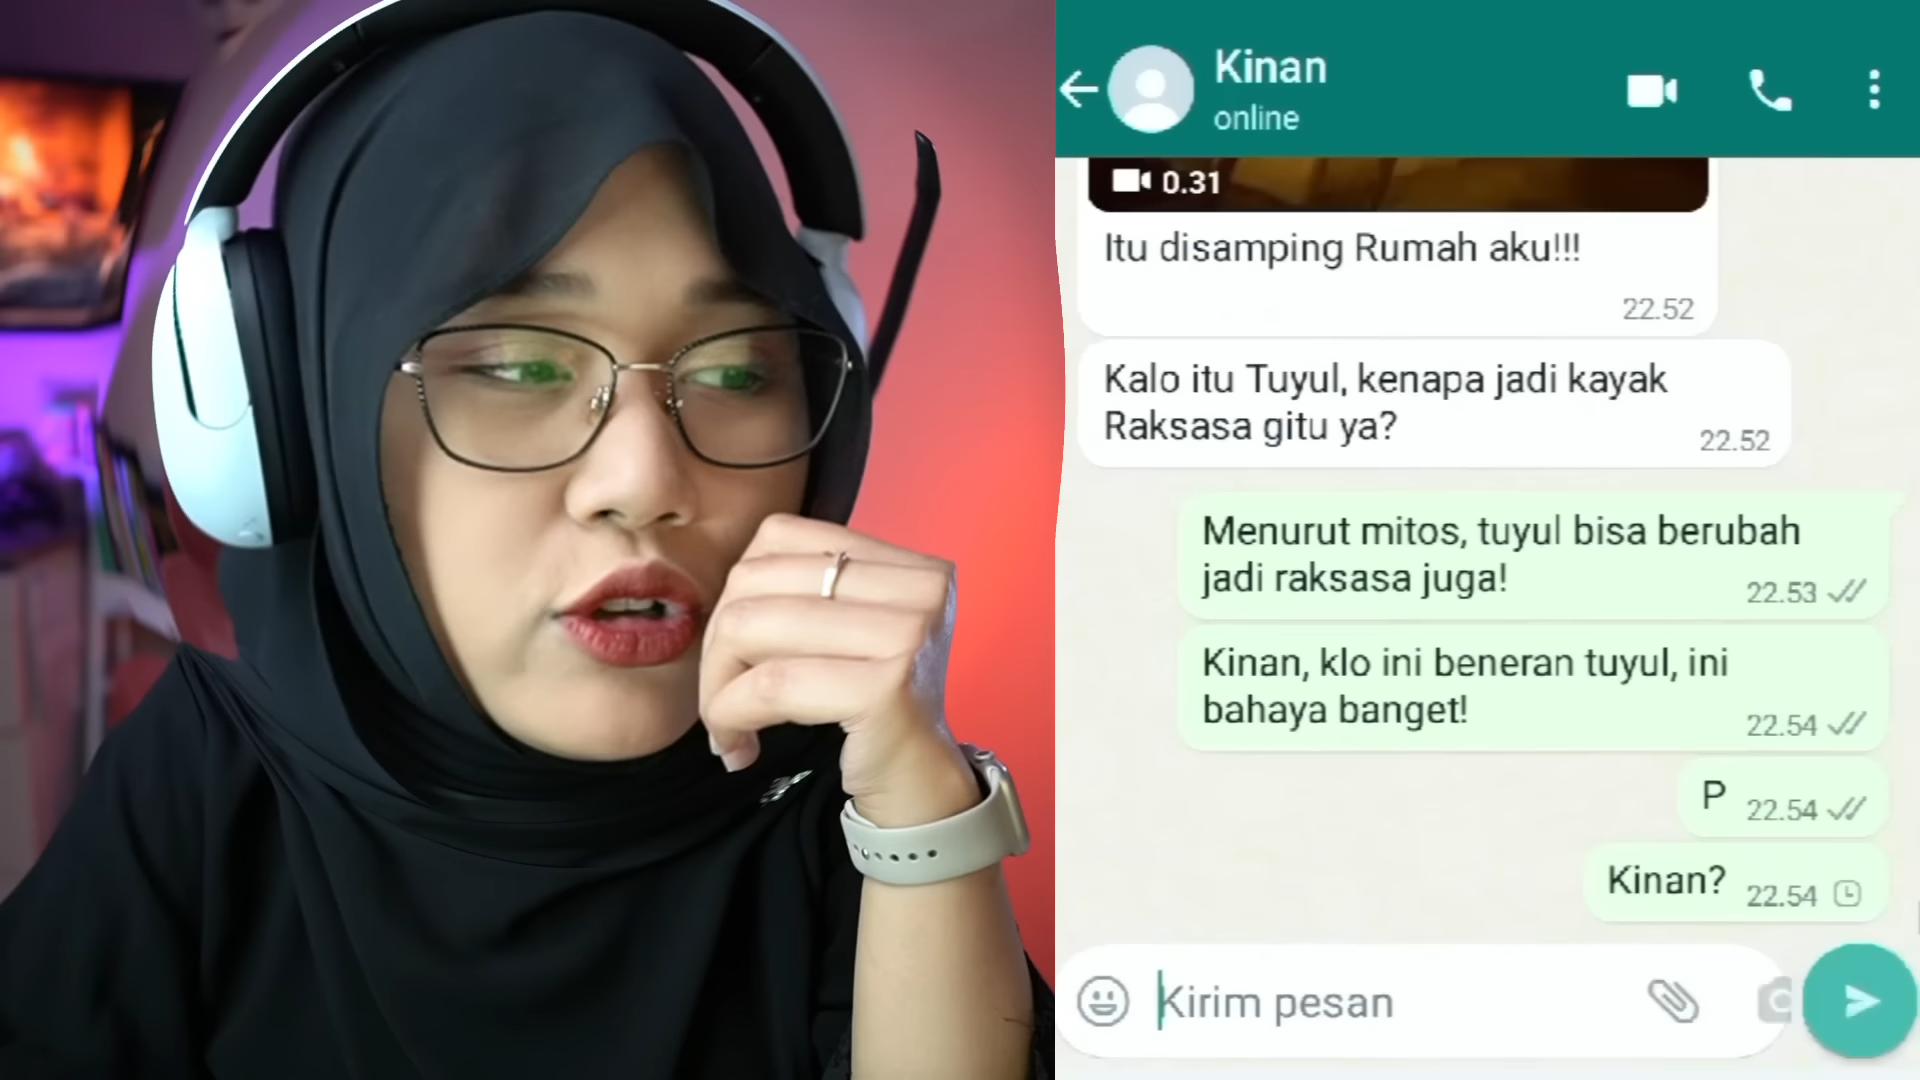 Kinan
online
0.31
Itu disamping Rumah aku!!!
22.52
Kalo itu Tuyul, kenapa jadi kayak
Raksasa gitu ya?
22.52
Menurut mitos, tuyul bisa berubah
jadi raksasa juga!
22.53
Kinan, klo ini beneran tuyul, ini
bahaya banget!
22.54
P
22.54
Kinan?
22.54
Kirim pesan